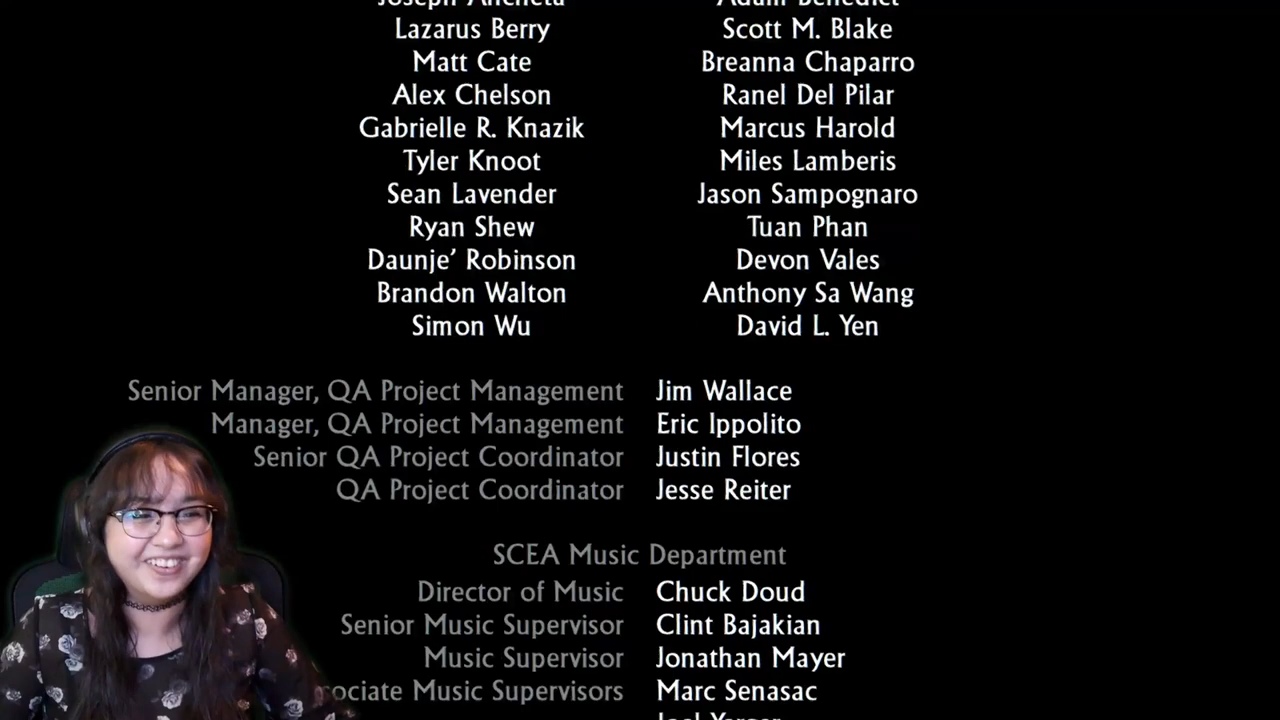 Lazarus Berry Scott M. Blake
Matt Cate Breanna Chaparro
Alex Chelson Ranel Del Pilar
Gabrielle R. Knazik Marcus Harold
Tyler Knoot Miles Lamberis
Sean Lavender Jason Sampognaro
Ryan Shew Tuan Phan
Daunje’ Robinson Devon Vales
Brandon Walton Anthony Sa Wang
Simon Wu David L. Yen
Senior Manager, QA Project Management Jim Wallace
Manager, QA Project Management Eric Ippolito
Senior QA Project Coordinator Justin Flores
QA Project Coordinator Jesse Reiter
SCEA Music Department
Director of Music Chuck Doud
Senior Music Supervisor Clint Bajakian
Music Supervisor Jonathan Mayer
Music Supervisors Marc Senasac